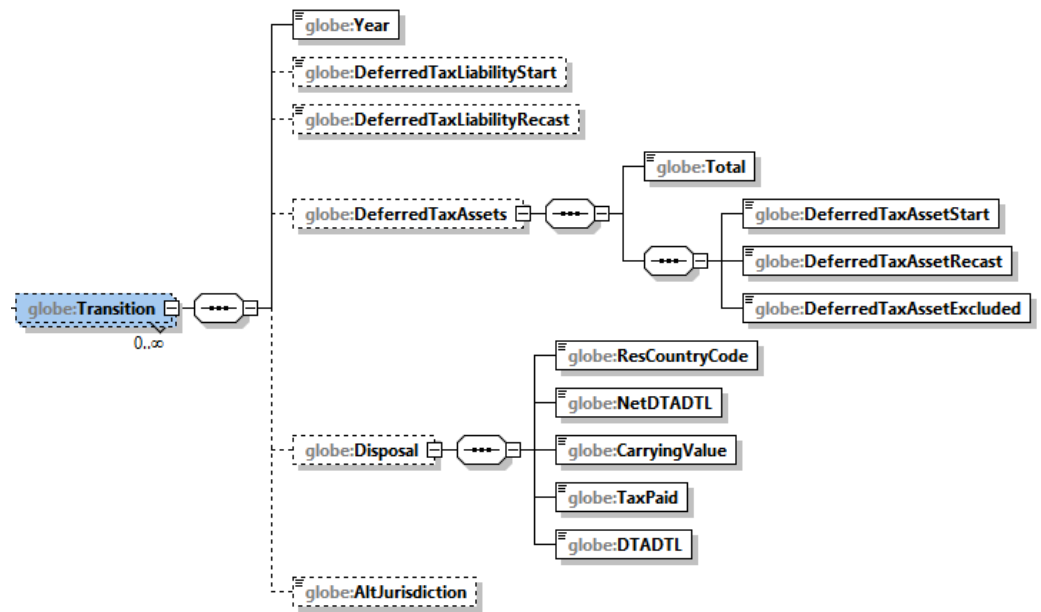 globe:Year
globe:DeferredTaxLiabilityStart
globe:DeferredTaxLiabilityRecast
globe:Total
globe:DeferredTaxAssets
globe:DeferredTaxAssetStart
globe:DeferredTaxAssetRecast
globe:DeferredTaxAssetExcluded
globe:Transition
0..∞
globe:ResCountryCode
globe:NetDTADTL
globe:Disposal
globe:CarryingValue
globe:TaxPaid
globe:DTADTL
globe:AltJurisdiction